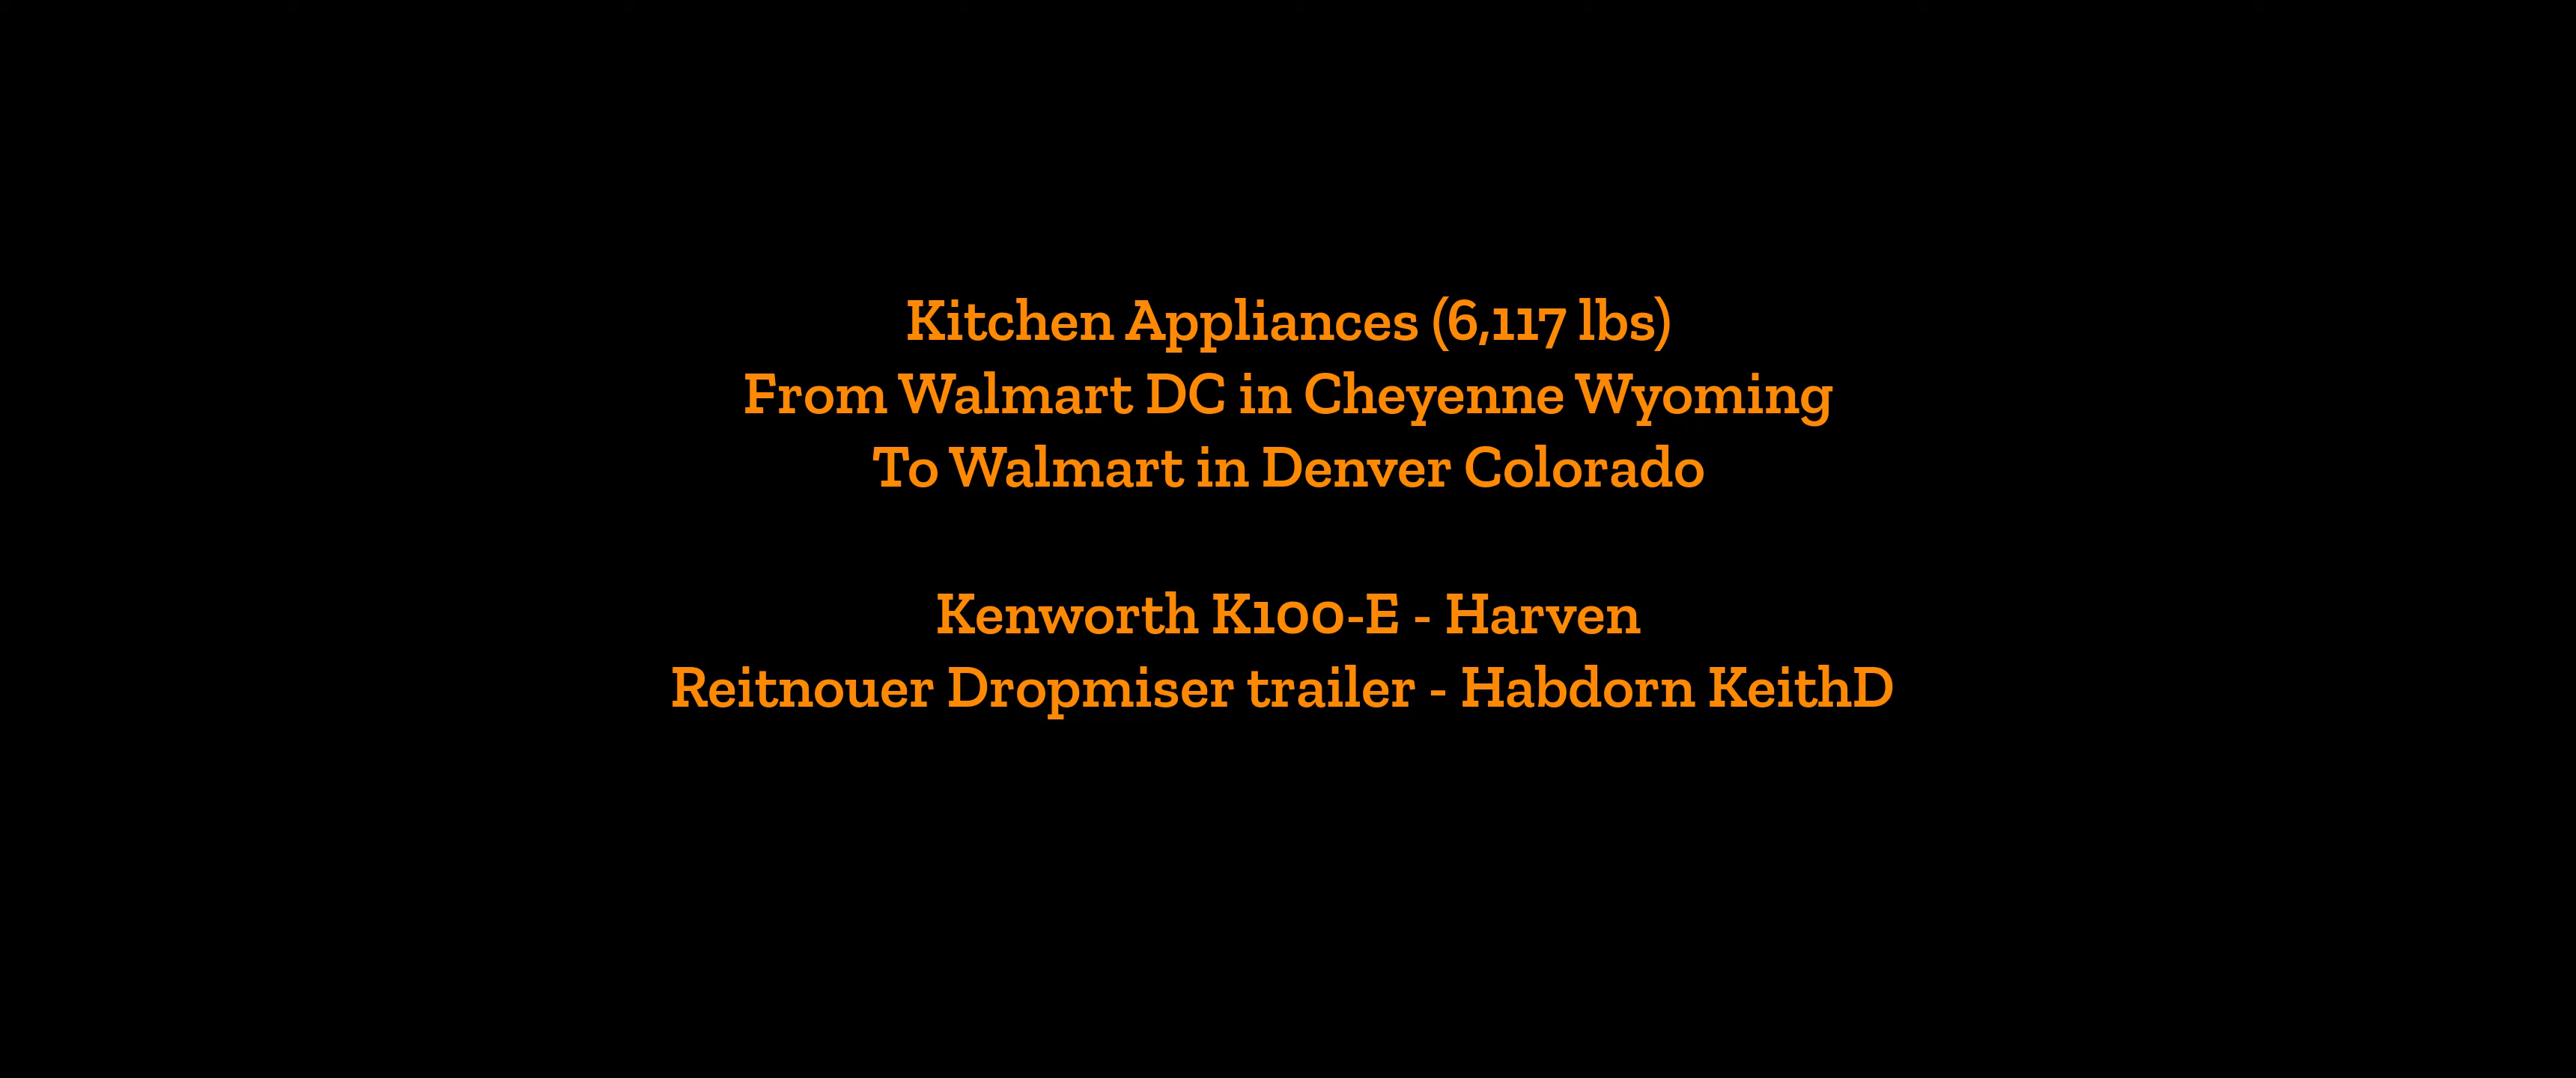 Kitchen Appliances (6,117 lbs)
From Walmart DC in Cheyenne Wyoming
To Walmart in Denver Colorado
Kenworth K100-E - Harven
Reitnouer Dropmiser trailer - Habdorn KeithD